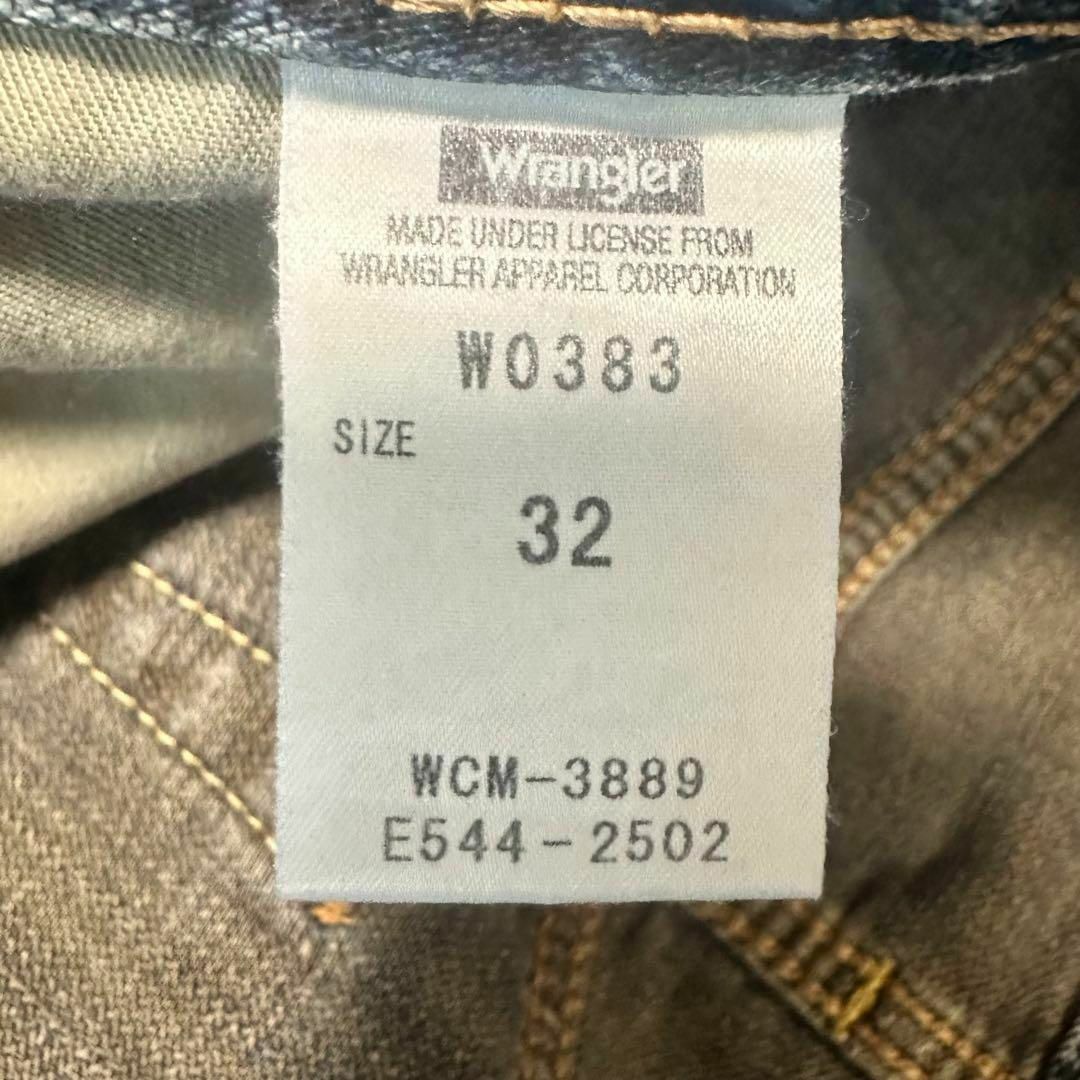 Wrangler
MADE UNDER LICENSE FROM
WRANGLER APPAREL CORPORATION
W0383
SIZE
32
WCM-3889
E544-2502